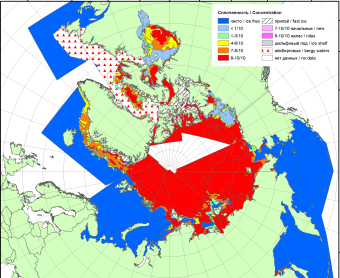 Сплоченность / Concentration
чисто / ice free
< 1/10
1-3/10
4-6/10
7-8/10
9-10/10
припай / fast ice
7-10/10 начальные / new
9-10/10 нилас / nilas
шельфовый лед / ice shelf
айсберговые / bergy waters
нет данных / no data